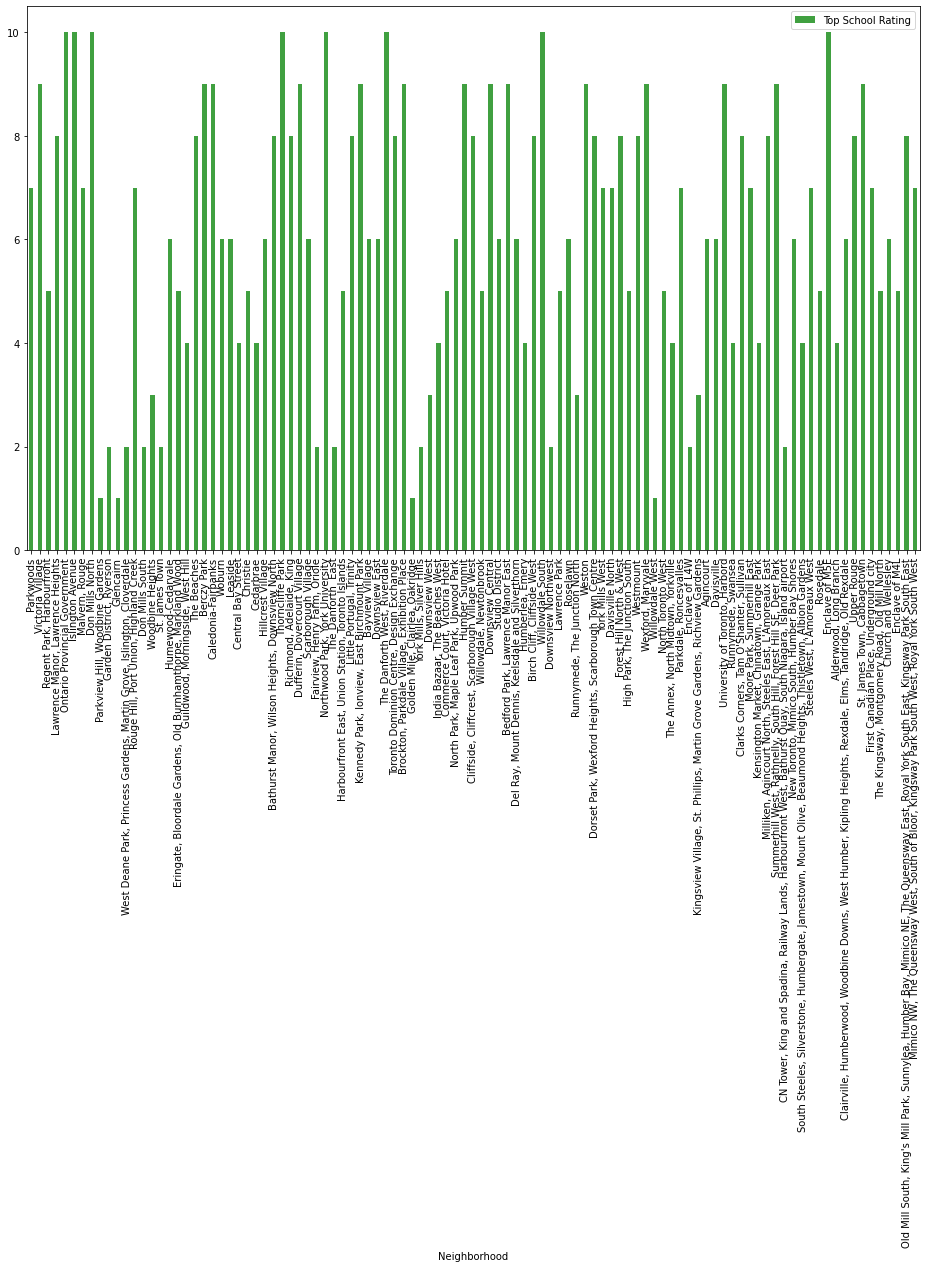 Top School Rating
10
8
6
4
2
0
Parkwoods
Victoria Village
Regent Park, Harbourfront
Lawrence Manor, Lawrence Heights
Ontario Provincial Government
Islington Avenue
Malvern, Rouge
Don Mills North
Parkview Hill, Woodbine Gardens
Garden District, Ryerson
Glencairn
West Deane Park, Princess Gardens, Martin Grove, Islington, Cloverdale
Rouge Hill, Port Union, Highland Creek
Don Mills South
Woodbine Heights
St. James Town
Humewood-Cedarvale
Eringate, Bloordale Gardens, Old Burnhamthorpe, Markland Wood
Guildwood, Morningside, West Hill
The Beaches
Berczy Park
Caledonia-Fairbanks
Woburn
Leaside
Central Bay Street
Christie
Cedarbrae
Hillcrest Village
Bathurst Manor, Wilson Heights, Downsview North
Thorncliffe Park
Richmond, Adelaide, King
Dufferin, Dovercourt Village
Scarborough Village
Fairview, Henry Farm, Oriole
Northwood Park, York University
The Danforth East
Harbourfront East, Union Station, Toronto Islands
Little Portugal, Trinity
Kennedy Park, Ionview, East Birchmount Park
Bayview Village
Downsview East
The Danforth West, Riverdale
Toronto Dominion Centre, Design Exchange
Brockton, Parkdale Village, Exhibition Place
Golden Mile, Clairlea, Oakridge
York Mills, Silver Hills
Downsview West
India Bazaar, The Beaches West
Commerce Court, Victoria Hotel
North Park, Maple Leaf Park, Upwood Park
Humber Summit
Cliffside, Cliffcrest, Scarborough Village West
Willowdale, Newtonbrook
Downsview Central
Studio District
Bedford Park, Lawrence Manor East
Del Ray, Mount Dennis, Keelsdale and Silverthorn
Humberlea, Emery
Birch Cliff, Cliffside West
Willowdale South
Downsview Northwest
Lawrence Park
Roselawn
Runnymede, The Junction North
Weston
Dorset Park, Wexford Heights, Scarborough Town Centre
York Mills West
Davisville North
Forest Hill North & West
High Park, The Junction South
Westmount
Wexford, Maryvale
Willowdale West
North Toronto West
The Annex, North Midtown, Yorkville
Parkdale, Roncesvalles
Enclave of L4W
Kingsview Village, St. Phillips, Martin Grove Gardens, Richview Gardens
Agincourt
Davisville
University of Toronto, Harbord
Runnymede, Swansea
Clarks Corners, Tam O'Shanter, Sullivan
Moore Park, Summerhill East
Kensington Market, Chinatown, Grange Park
Milliken, Agincourt North, Steeles East, L'Amoreaux East
Summerhill West, Rathnelly, South Hill, Forest Hill SE, Deer Park
CN Tower, King and Spadina, Railway Lands, Harbourfront West, Bathurst Quay, South Niagara, Island airport
New Toronto, Mimico South, Humber Bay Shores
South Steeles, Silverstone, Humbergate, Jamestown, Mount Olive, Beaumond Heights, Thistletown, Albion Gardens
Steeles West, L'Amoreaux West
Rosedale
Enclave of M5E
Alderwood, Long Branch
Clairville, Humberwood, Woodbine Downs, West Humber, Kipling Heights, Rexdale, Elms, Tandridge, Old Rexdale
Upper Rouge
St. James Town, Cabbagetown
First Canadian Place, Underground city
The Kingsway, Montgomery Road, Old Mill North
Church and Wellesley
Enclave of M4L
Old Mill South, King's Mill Park, Sunnylea, Humber Bay, Mimico NE, The Queensway East, Royal York South East, Kingsway Park South East
Mimico NW, The Queensway West, South of Bloor, Kingsway Park South West, Royal York South West
Neighborhood